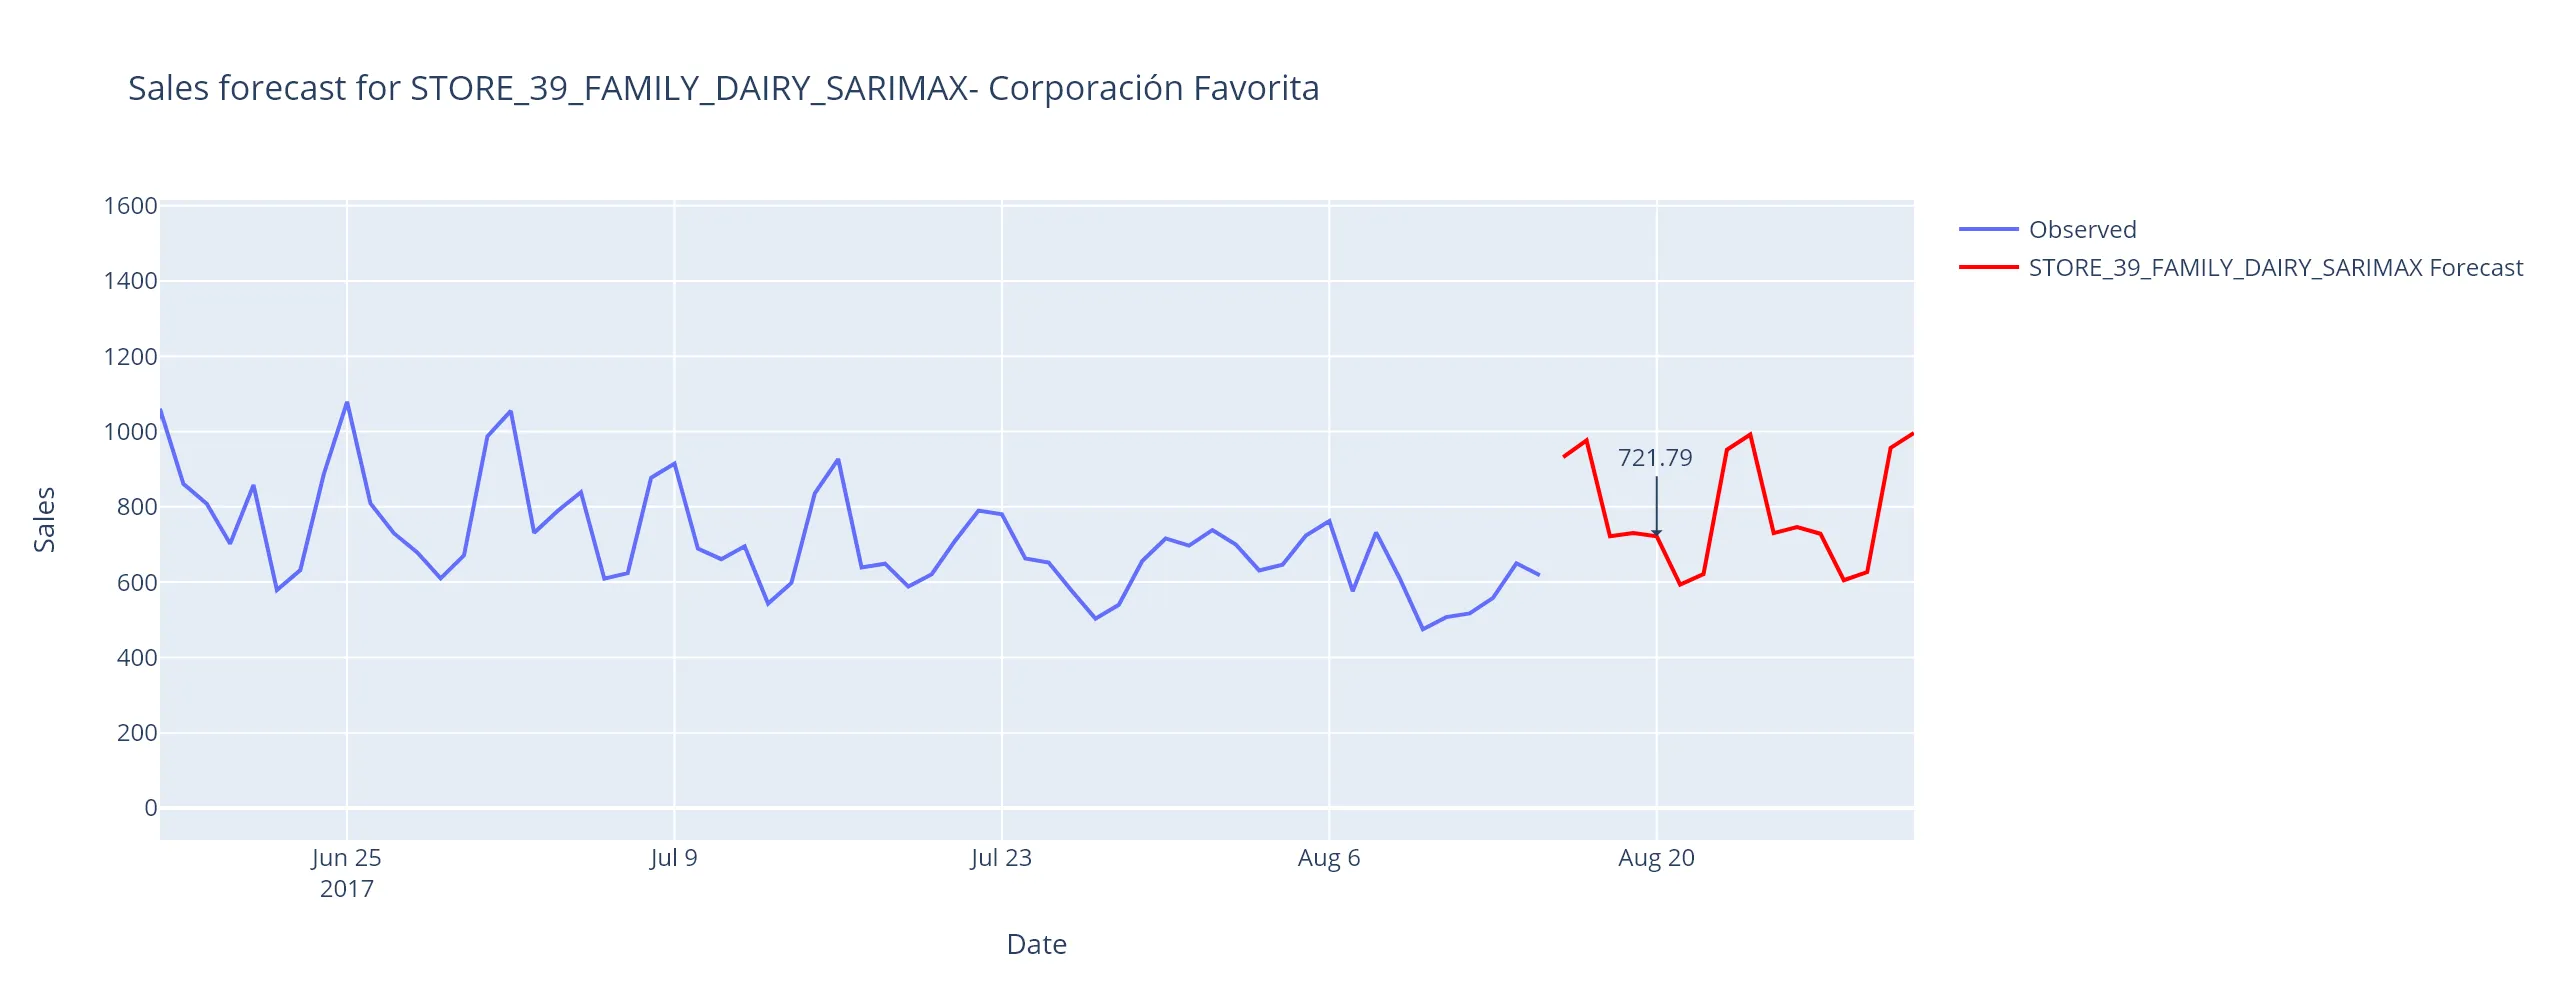 Sales forecast for STORE_39_FAMILY_DAIRY_SARIMAX- Corporación Favorita
1600
1400
1200
1000
800
600
400
200
0
Sales
721.79
Jun 25
2017
Jul 9
Jul 23
Aug 6
Aug 20
Date
Observed
STORE_39_FAMILY_DAIRY_SARIMAX Forecast